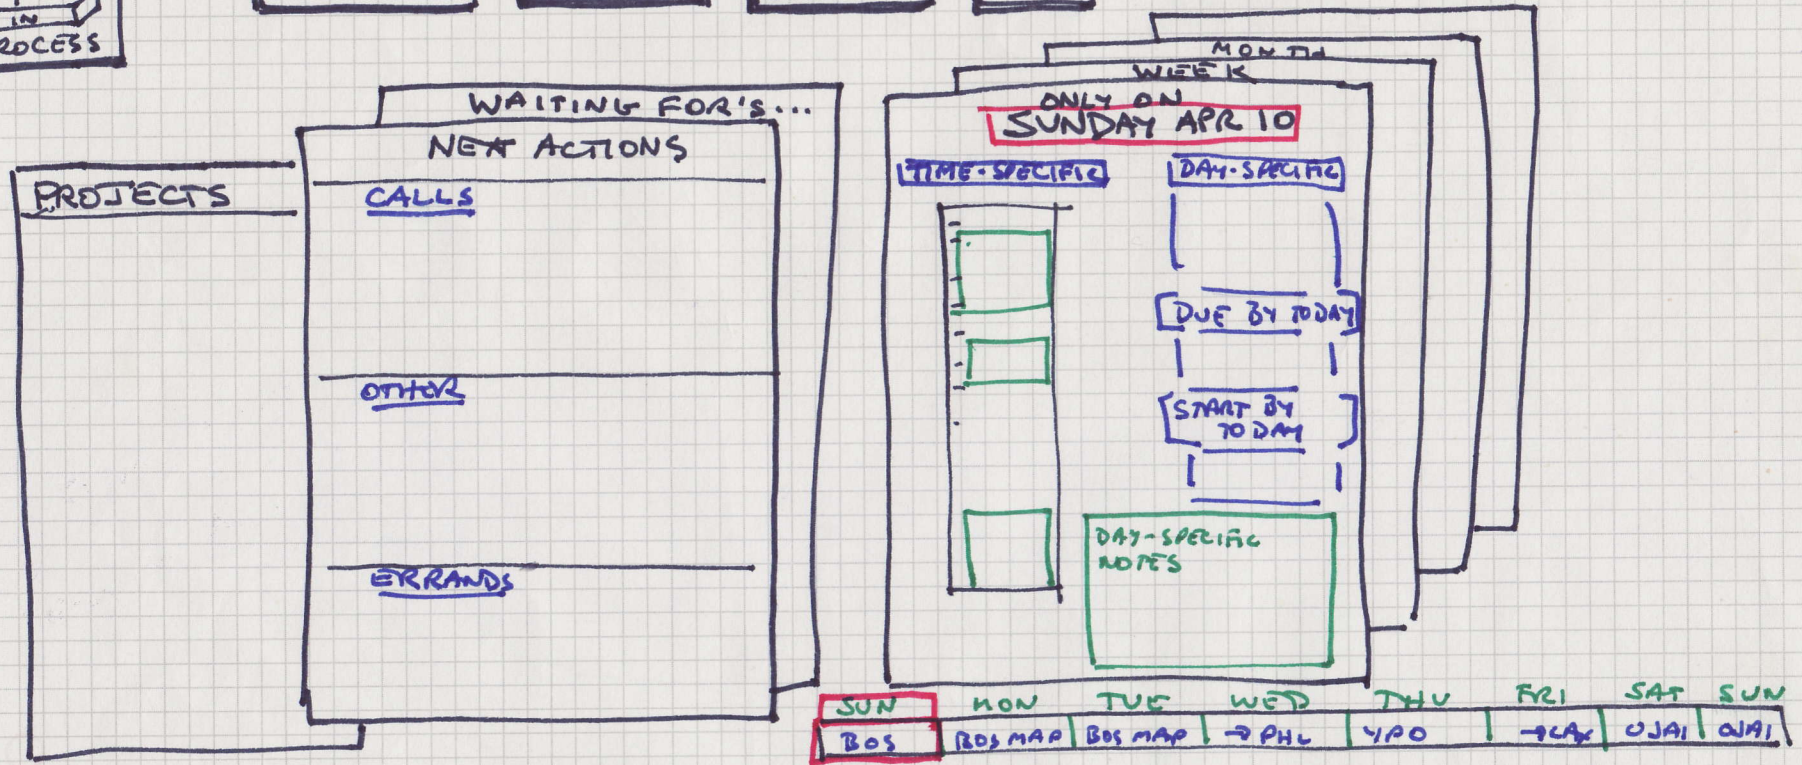 IN
ROCESS
WAITING FOR'S...
NEXT ACTIONS
PROJECTS
CALLS
OTHER
ERRANDS
MONTH
WEEK
ONLY ON
SUNDAY APR 10
TIME-SPECIFIC
DAY-SPECIFIC
DUE BY TODAY
START BY
TODAY
DAY-SPECIFIC
NOTES
SUN MON TUE WED THU FRI SAT SUN
BOS BOS MAP BOS MAP →PHL YPO →LAX OJAI OJAI